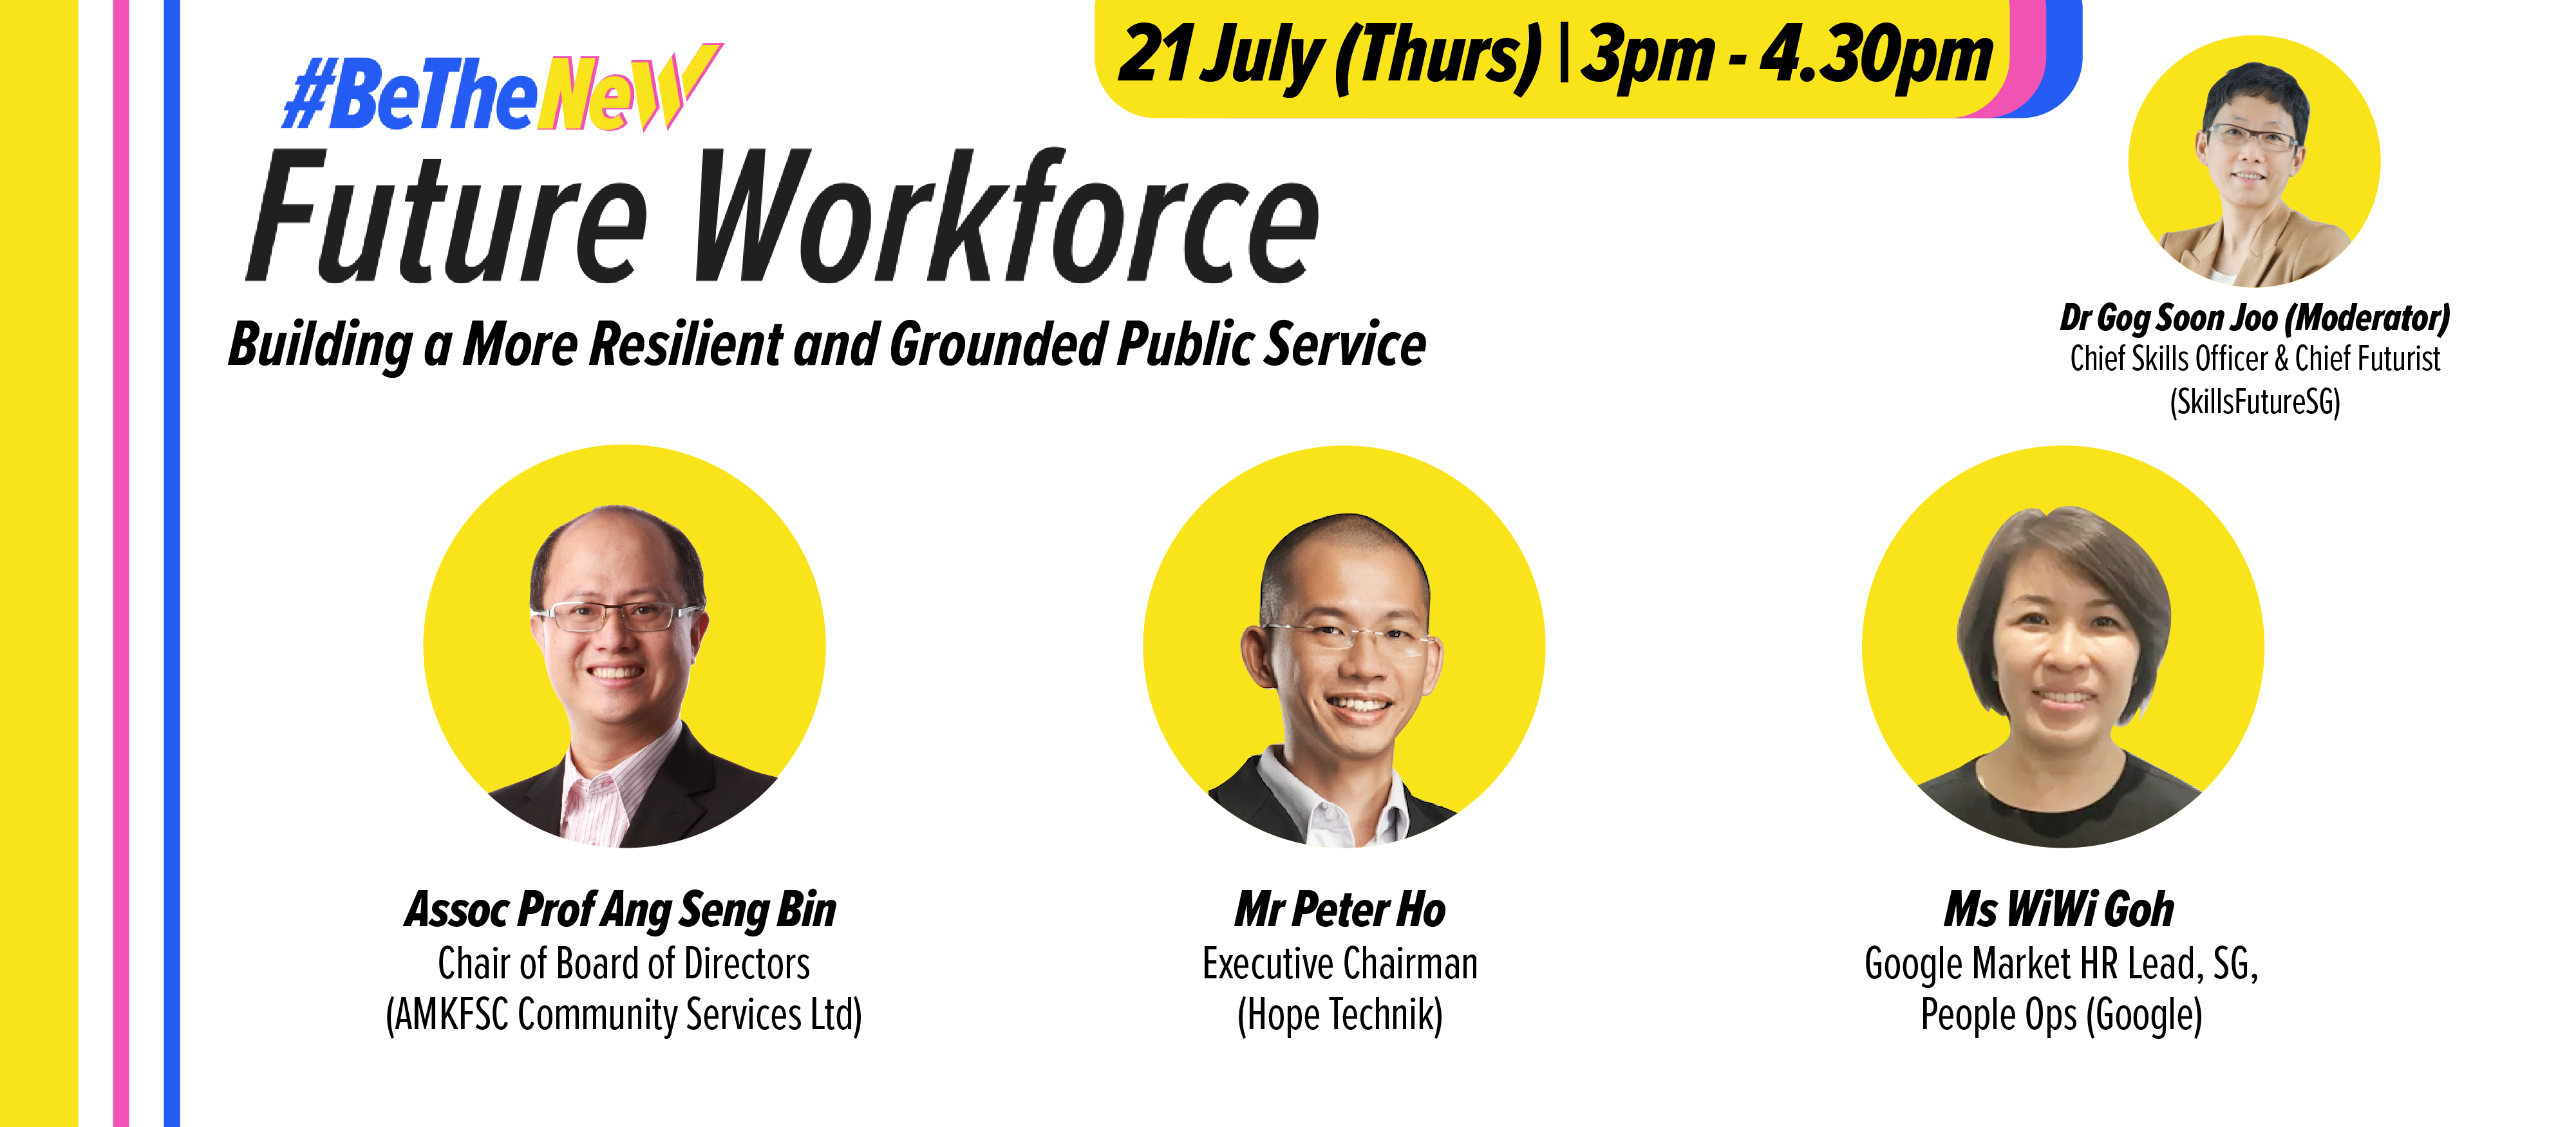 21 July (Thurs) | 3pm - 4.30pm
#BeTheNeW
Future Workforce
Building a More Resilient and Grounded Public Service
Dr Gog Soon Joo (Moderator)
Chief Skills Officer & Chief Futurist
(SkillsFutureSG)
Assoc Prof Ang Seng Bin
Chair of Board of Directors
(AMKFSC Community Services Ltd)
Mr Peter Ho
Executive Chairman
(Hope Technik)
Ms WiWi Goh
Google Market HR Lead, SG,
People Ops (Google)